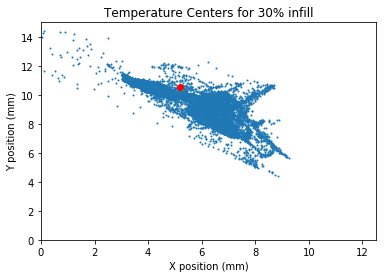 Temperature Centers for 30% infill
Y position (mm)
14
12
10
8
6
4
2
0
0 2 4 6 8 10 12
X position (mm)